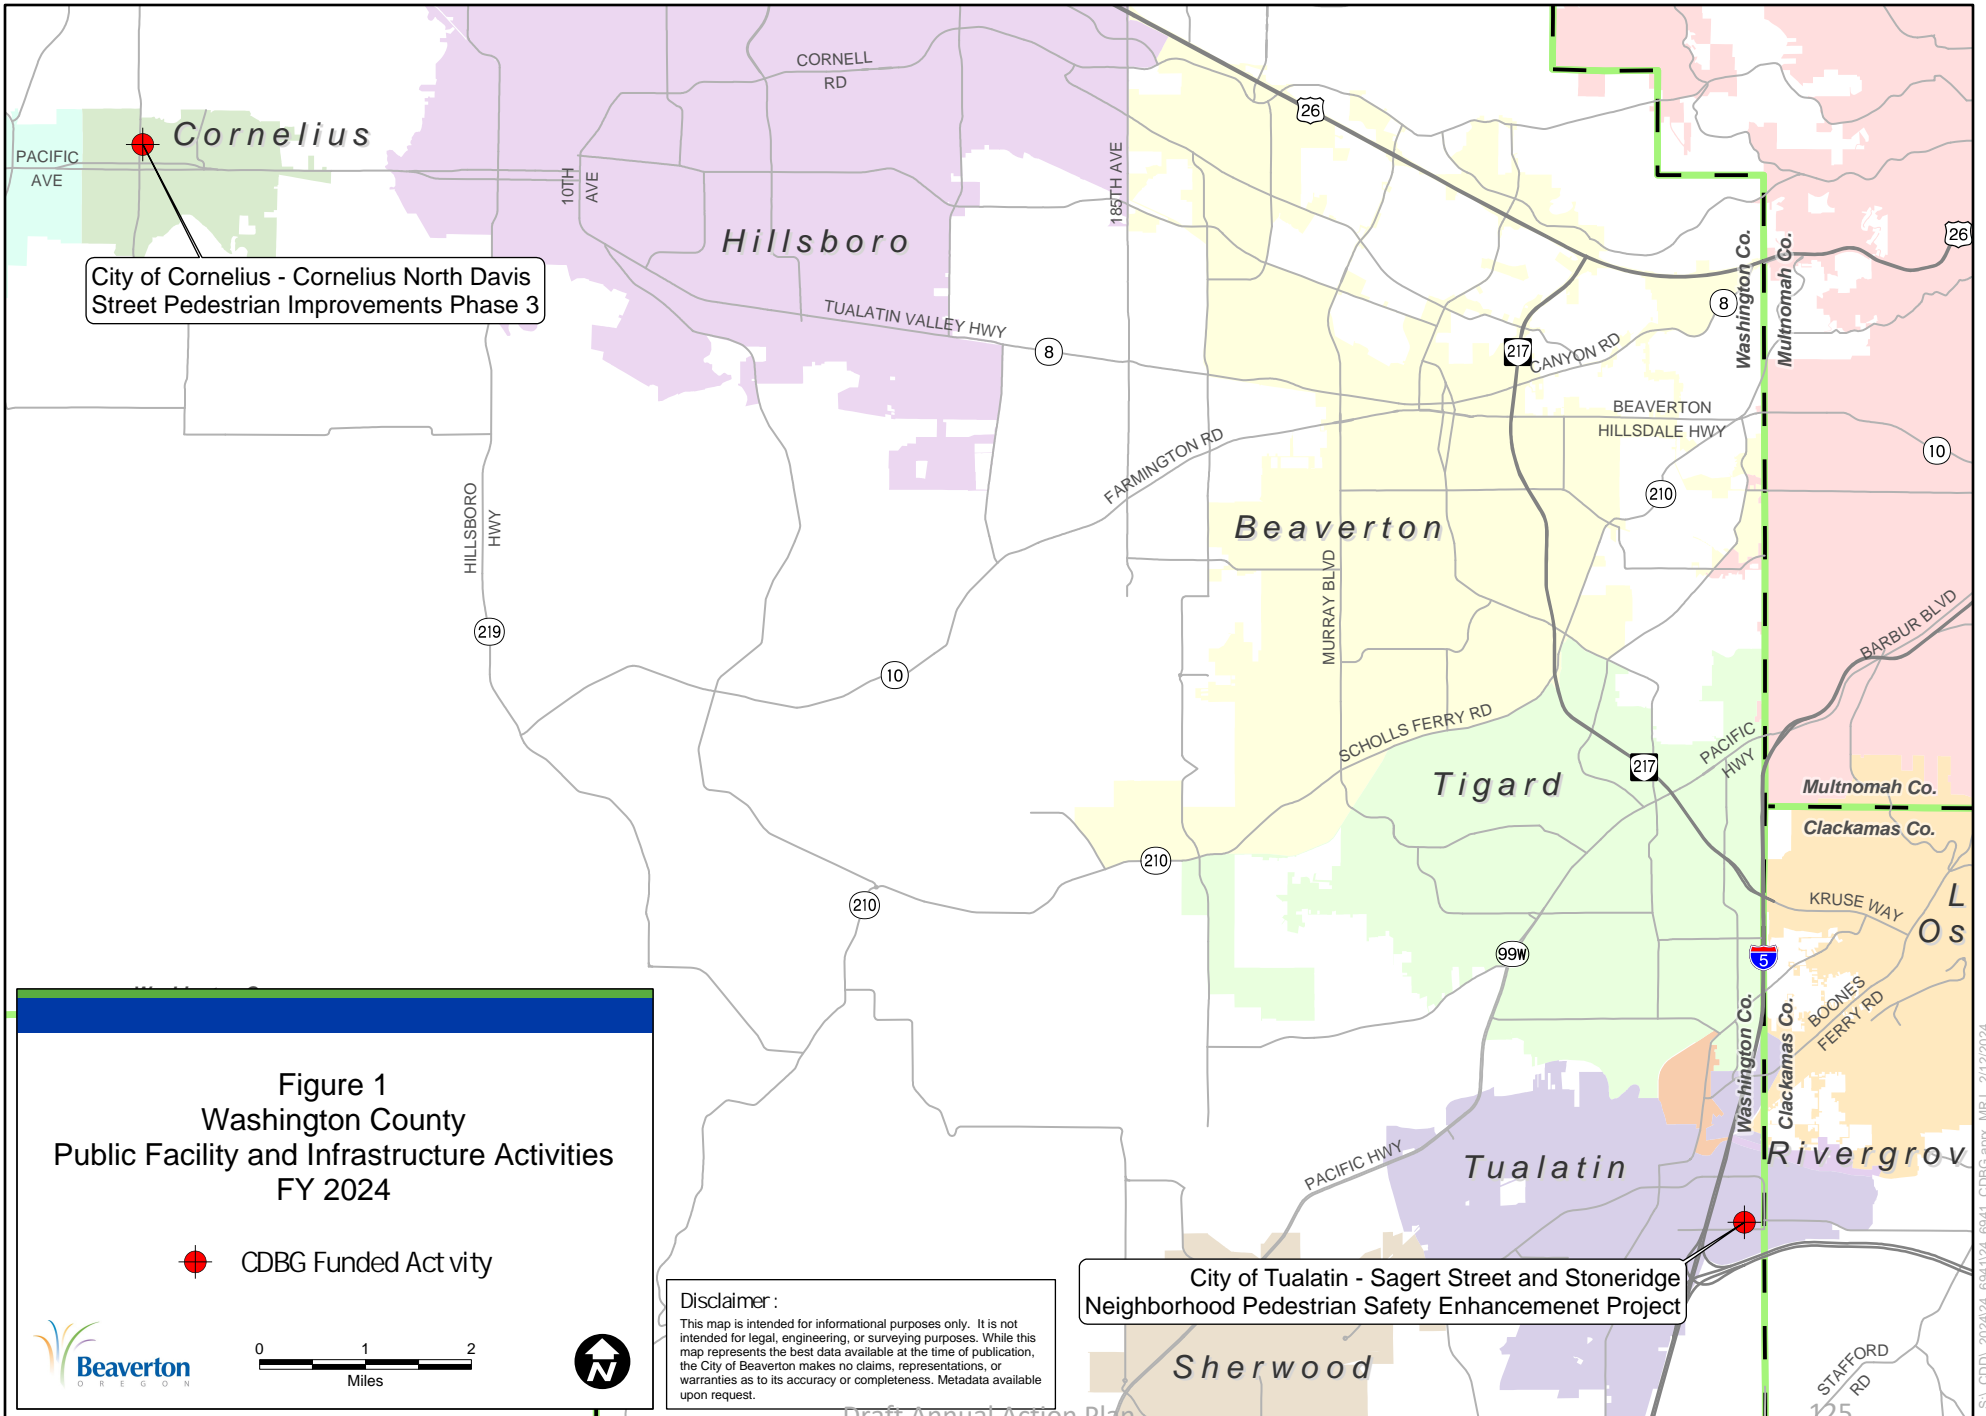 CORNELL
RD
26
Cornelius
PACIFIC
AVE
10TH
AVE
185TH AVE
Hillsboro
Washington Co.
Multnomah Co.
26
City of Cornelius - Cornelius North Davis
Street Pedestrian Improvements Phase 3
TUALATIN VALLEY HWY
8
8
217
CANYON RD
BEAVERTON
HILLSDALE HWY
10
FARMINGTON RD
210
HILLSBORO
HWY
Beaverton
MURRAY BLVD
219
10
BARBUR BLVD
SCHOLLS FERRY RD
PACIFIC
HWY
Tigard
217
Multnomah Co.
Clackamas Co.
210
210
KRUSE WAY
L
Os
99W
5
Washington Co.
Clackamas Co.
BOONES
FERRY RD
Figure 1
Washington County
Public Facility and Infrastructure Activities
FY 2024
CDBG Funded Act vity
Beaverton
OREGON
0 1 2
Miles
N
PACIFIC HWY
Tualatin
Rivergrov
City of Tualatin - Sagert Street and Stoneridge
Neighborhood Pedestrian Safety Enhancemenet Project
Disclaimer :
This map is intended for informational purposes only. It is not
intended for legal, engineering, or surveying purposes. While this
map represents the best data available at the time of publication,
the City of Beaverton makes no claims, representations, or
warranties as to its accuracy or completeness. Metadata available
upon request.
Sherwood
STAFFORD
RD
Draft Annual Action Plan
125